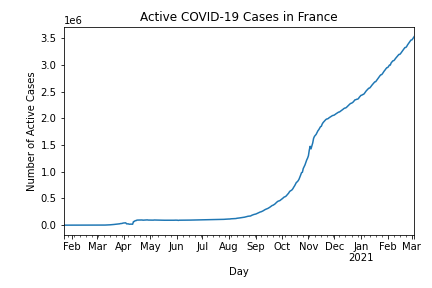 Active COVID-19 Cases in France
1e6
3.5
3.0
2.5
2.0
1.5
1.0
0.5
0.0
Number of Active Cases
Feb Mar Apr May Jun Jul Aug Sep Oct Nov Dec Jan Feb Mar
2021
Day